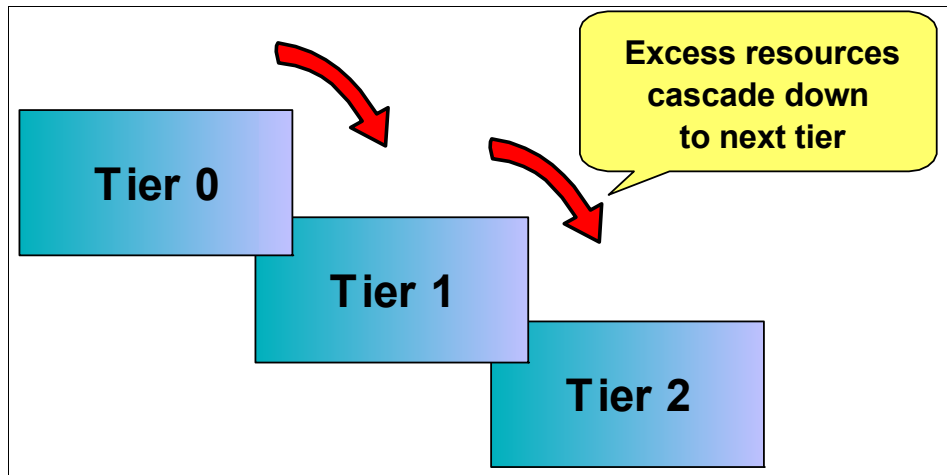 Excess resources
cascade down
to next tier
Tier 0
Tier 1
Tier 2